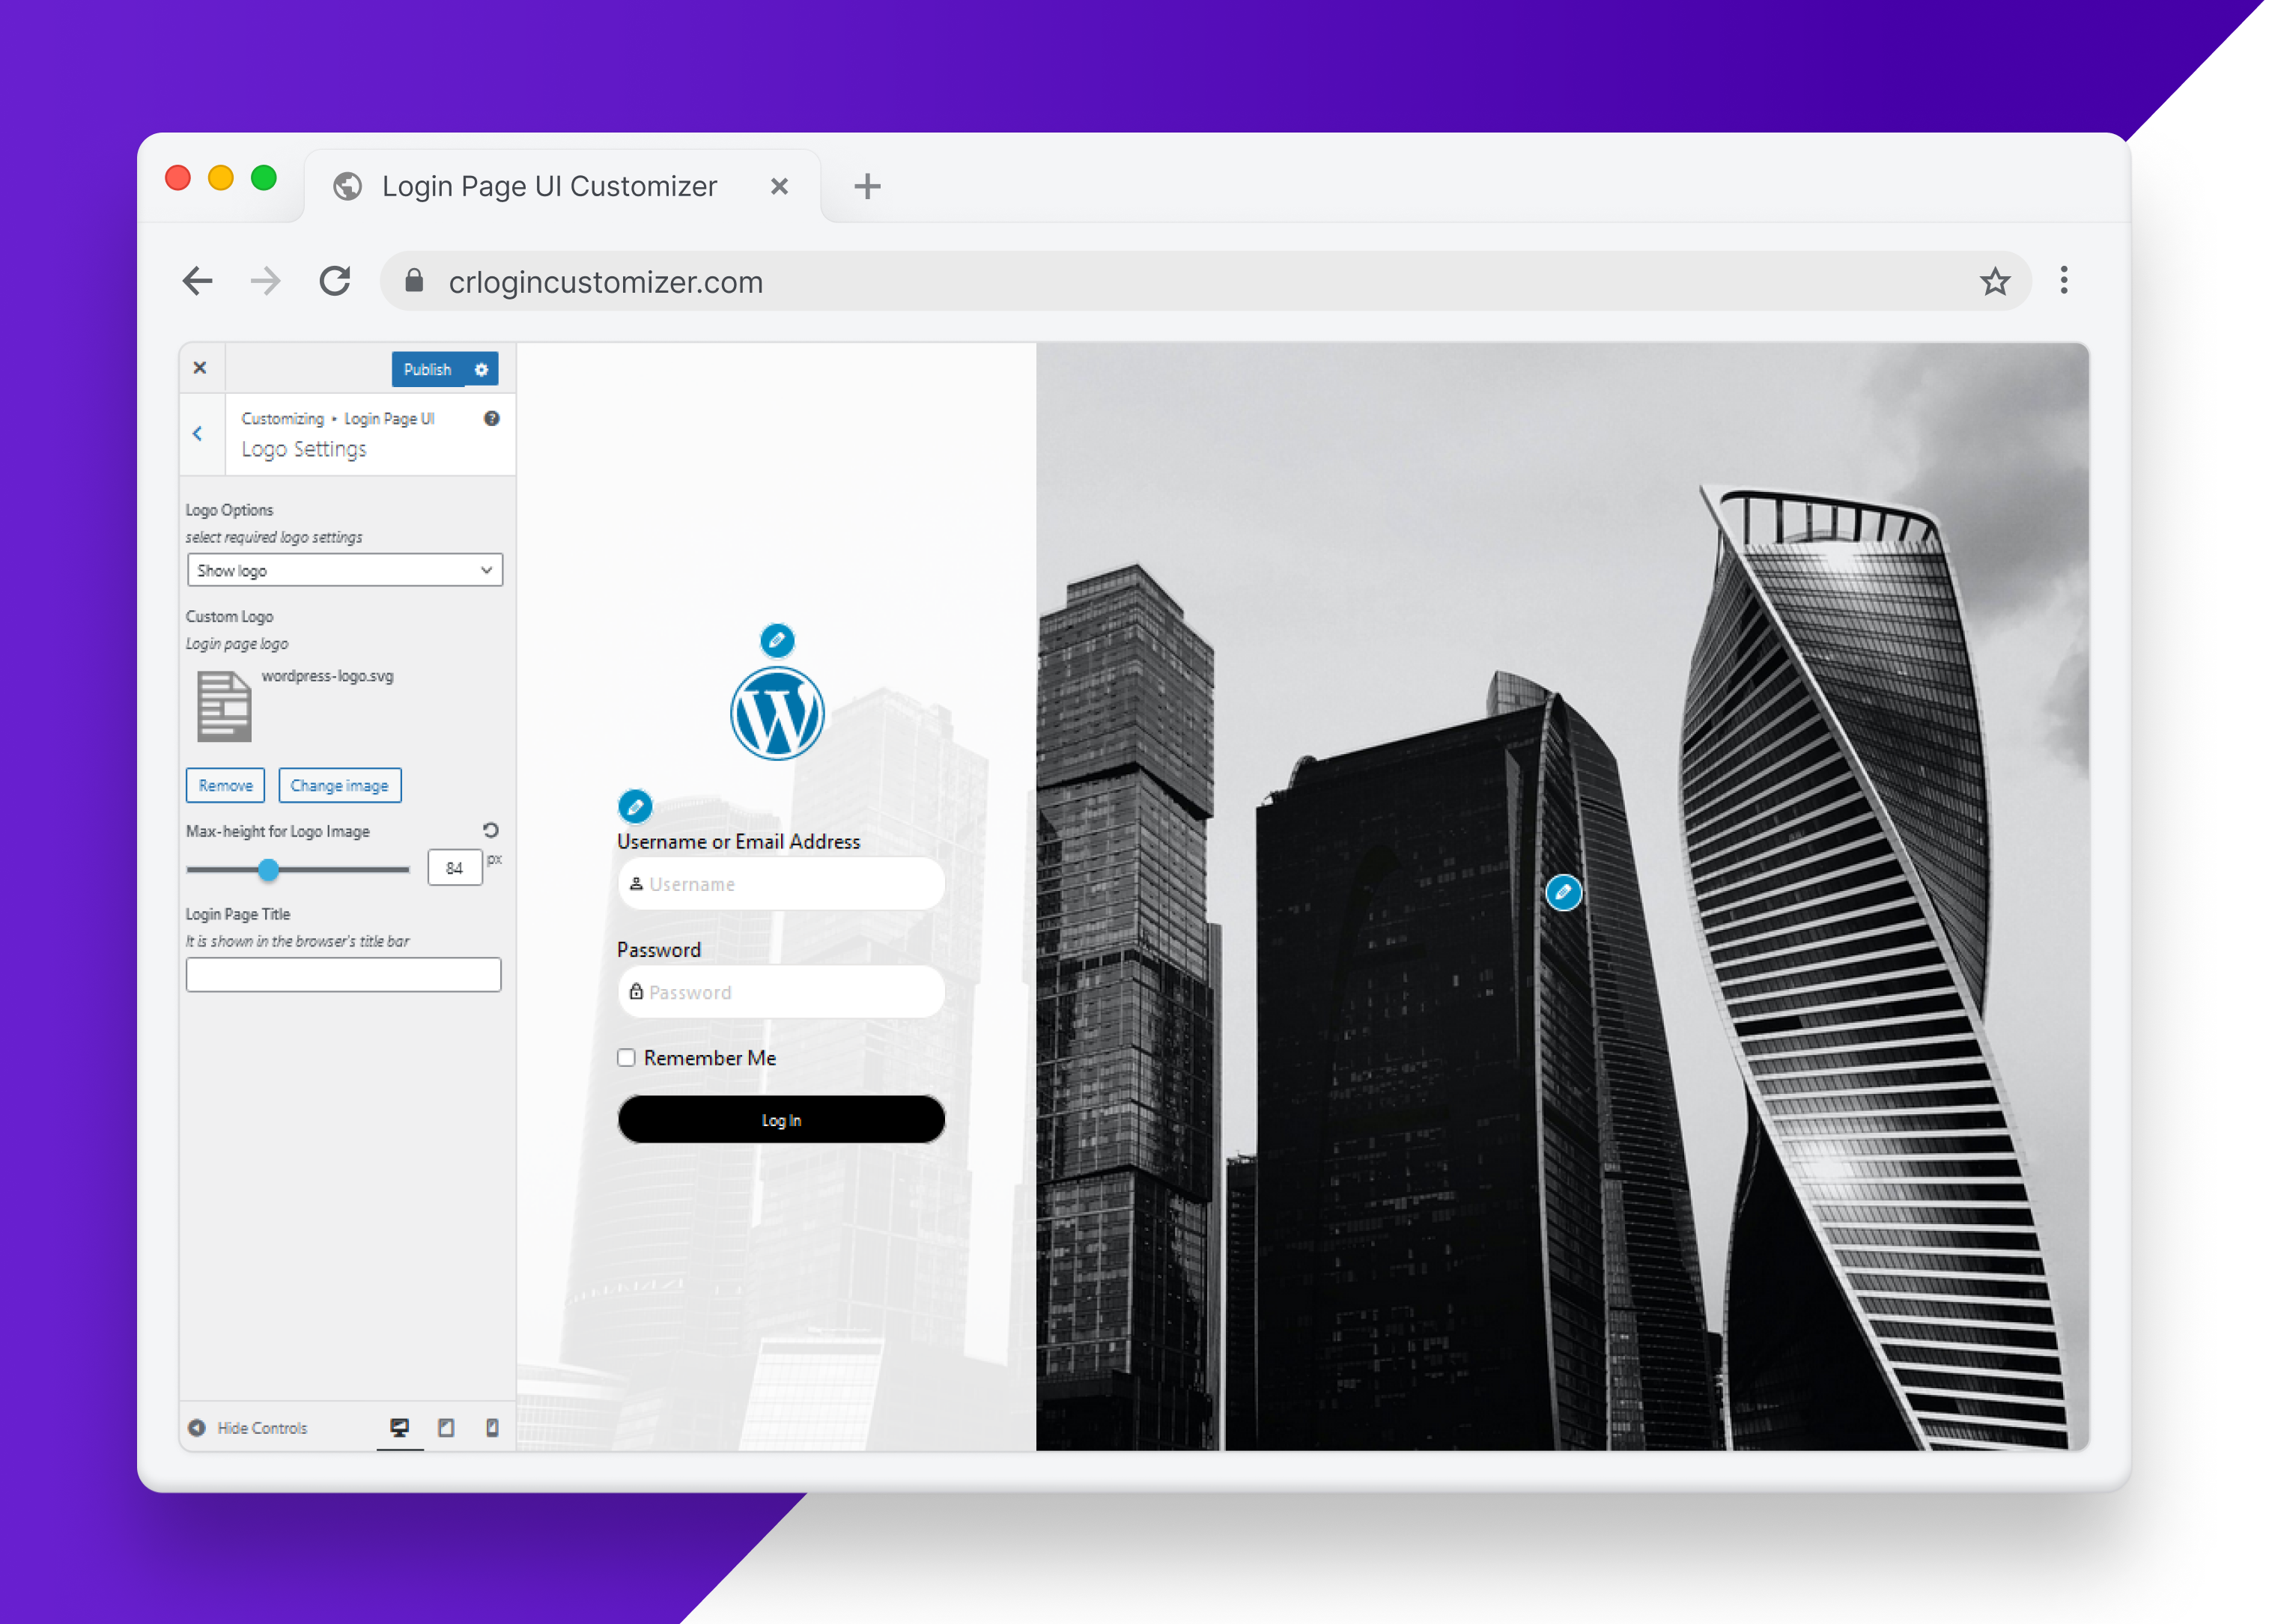 Login Page UI Customizer
crlogincustomizer.com
Publish
Customizing ‣ Login Page UI
Logo Settings
Logo Options
select required logo settings
Show logo
Custom Logo
Login page logo
wordpress-logo.svg
Remove
Change image
Max-height for Logo Image
84 px
Login Page Title
It is shown in the browser's title bar
Hide Controls
Username or Email Address
Username
Password
Password
Remember Me
Log In